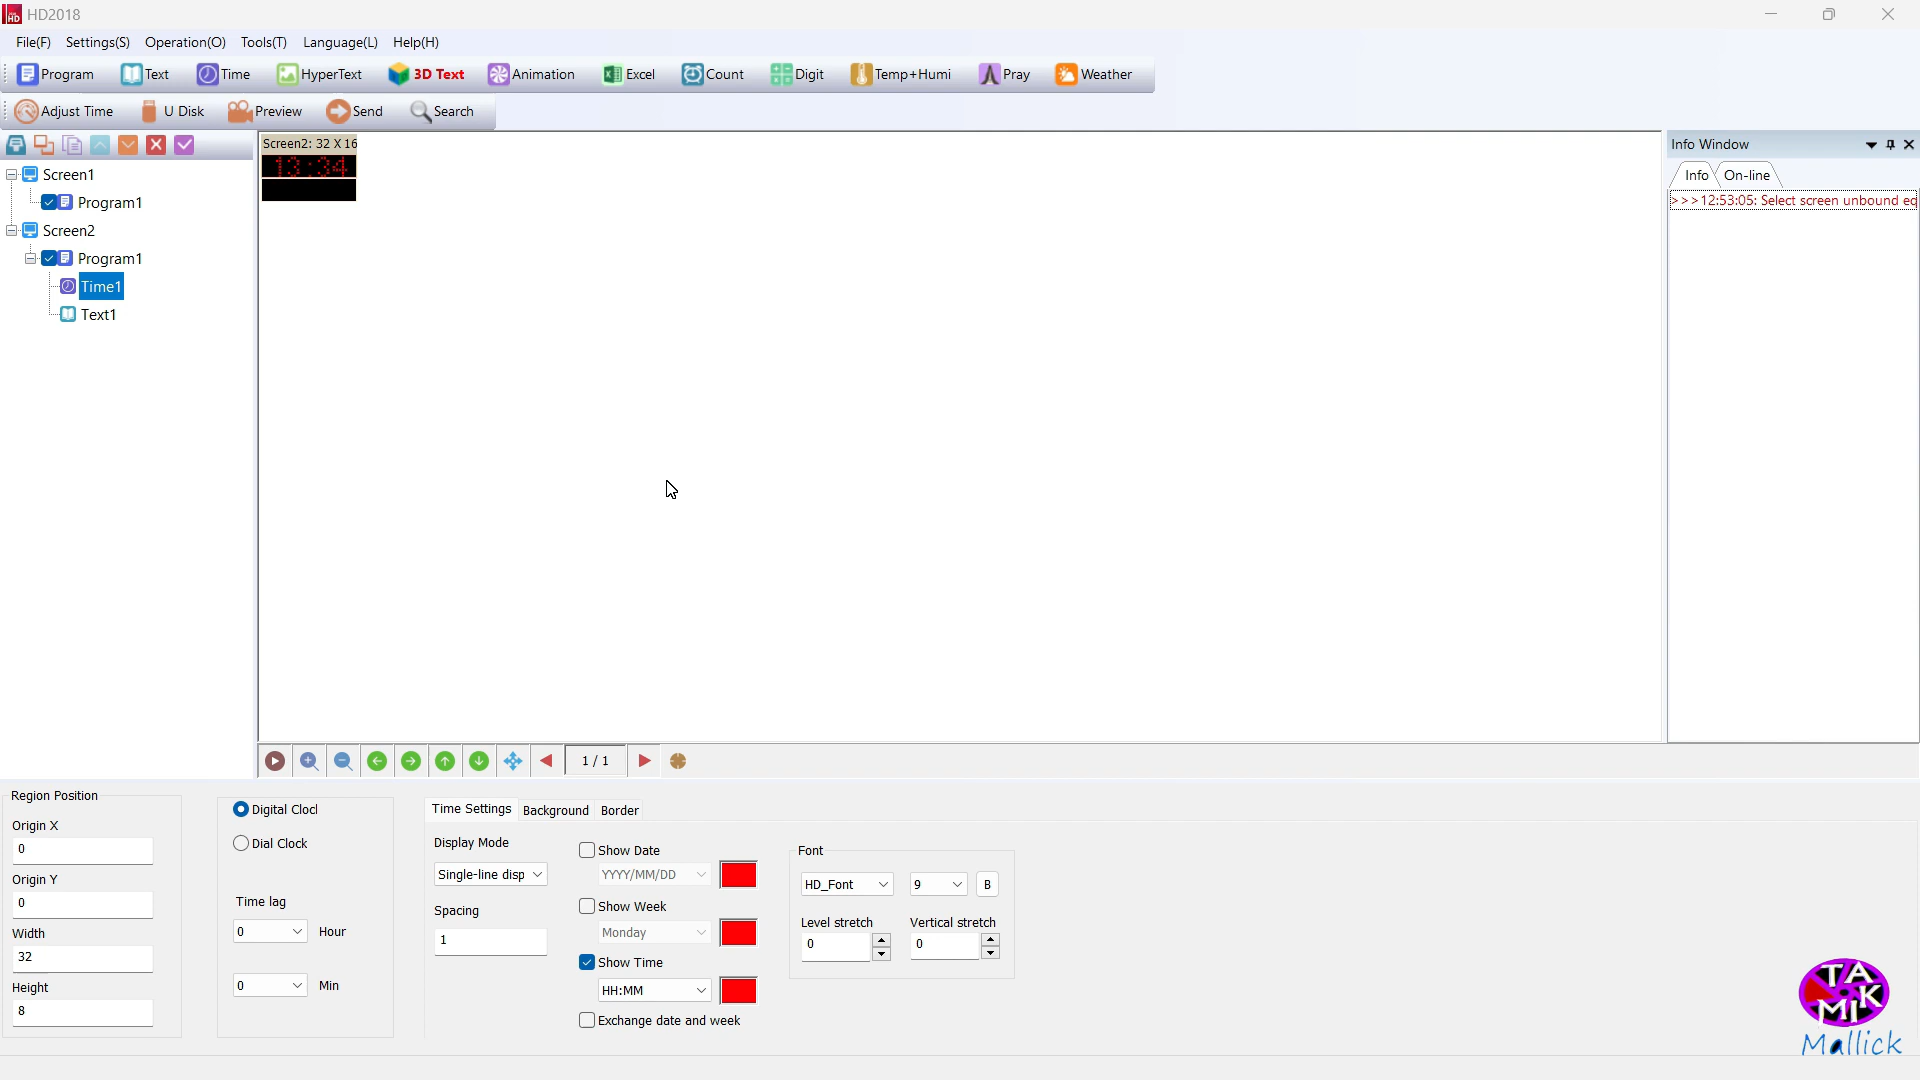 HD2018
File(F) Settings(S) Operation(O) Tools(T) Language(L) Help(H)
Program Text Time HyperText 3D Text Animation Excel Count Digit Temp+Humi Pray Weather
Adjust Time U Disk Preview Send Search
Screen1
Program1
Screen2
Program1
Time1
Text1
Screen2: 32 X 16
13:34
Info Window
Info On-line
>>>12:53:05: Select screen unbound eq
1 / 1
Region Position
Origin X
0
Origin Y
0
Width
32
Height
8
Digital Clocl
Dial Clock
Time lag
0 Hour
0 Min
Time Settings Background Border
Display Mode
Single-line disp
Spacing
1
Show Date
YYYY/MM/DD
Show Week
Monday
Show Time
HH:MM
Exchange date and week
Font
HD_Font 9 B
Level stretch Vertical stretch
0 0
TAMIK
Mallick